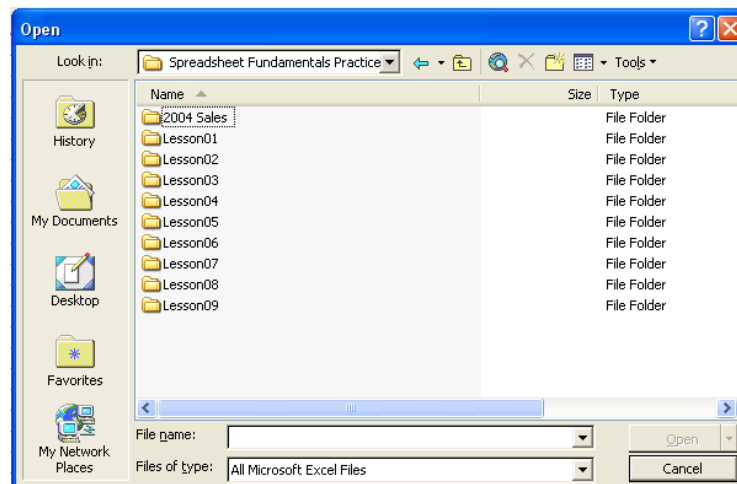 Open
Look in: Spreadsheet Fundamentals Practice Tools
Name Size Type
2004 Sales File Folder
Lesson01 File Folder
Lesson02 File Folder
Lesson03 File Folder
Lesson04 File Folder
Lesson05 File Folder
Lesson06 File Folder
Lesson07 File Folder
Lesson08 File Folder
Lesson09 File Folder
History
My Documents
Desktop
Favorites
My Network
Places
File name: Open
Files of type: All Microsoft Excel Files Cancel